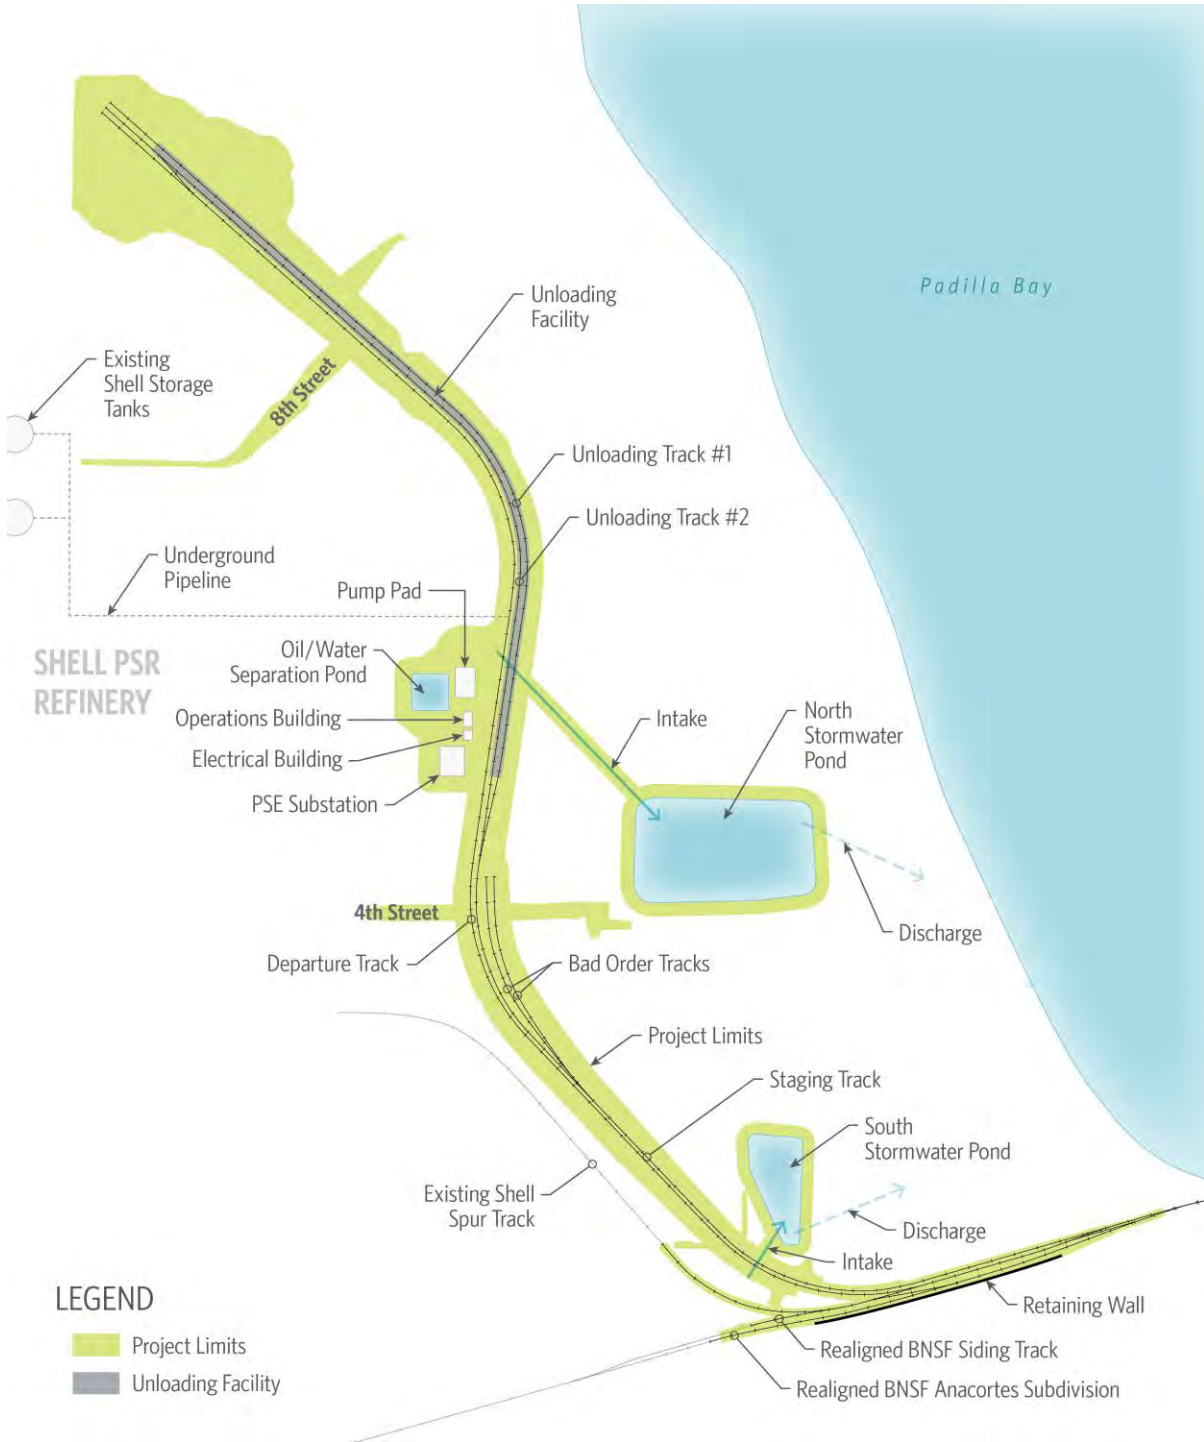 Padilla Bay
Unloading
Facility
Existing
Shell Storage
Tanks
8th Street
Unloading Track #1
Unloading Track #2
Underground
Pipeline
Pump Pad
SHELL PSR
REFINERY
Oil/Water
Separation Pond
Operations Building
Electrical Building
PSE Substation
Intake
North
Stormwater
Pond
4th Street
Discharge
Departure Track
Bad Order Tracks
Project Limits
Staging Track
South
Stormwater Pond
Existing Shell
Spur Track
Discharge
Intake
Retaining Wall
Realigned BNSF Siding Track
Realigned BNSF Anacortes Subdivision
LEGEND
Project Limits
Unloading Facility